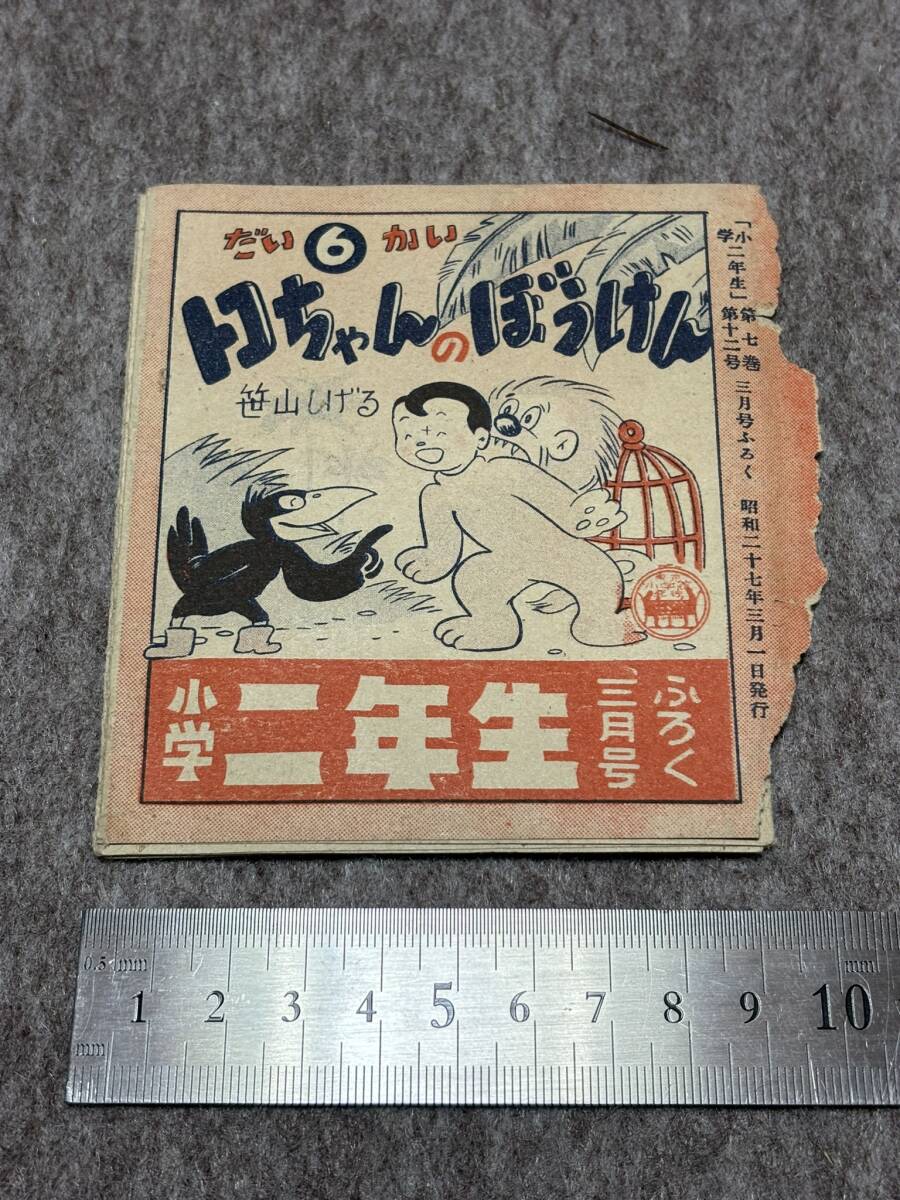 だい6かい
トコちゃんのぼうけん
笹山しげる
「小学二年生」第七巻第十二号 三月号ふろく 昭和二十七年三月一日発行
小学二年生三月号ふろく
0.5 mm
mm
1 2 3 4 5 6 7 8 9 10
mm